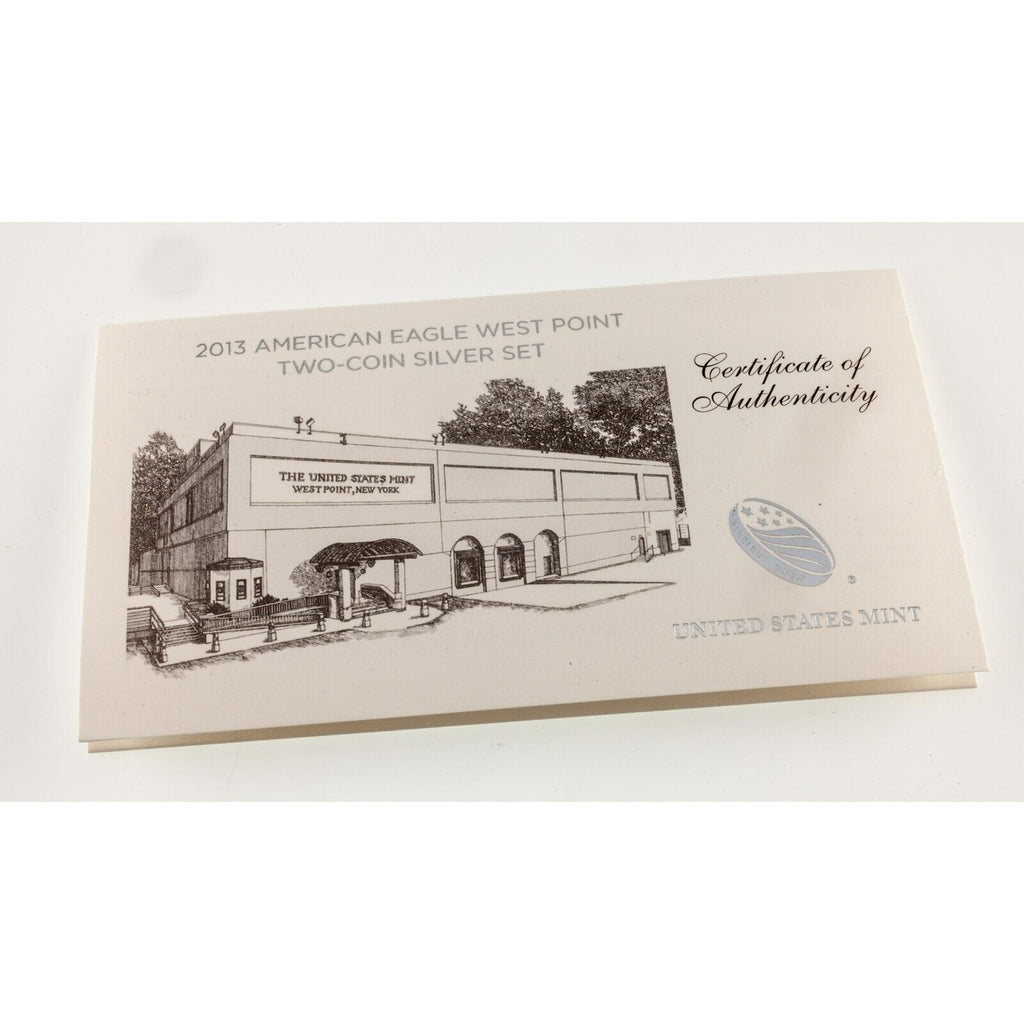 2013 AMERICAN EAGLE WEST POINT
TWO-COIN SILVER SET
Certificate of
Authenticity
THE UNITED STATES MINT
WEST POINT, NEW YORK
UNITED STATES MINT